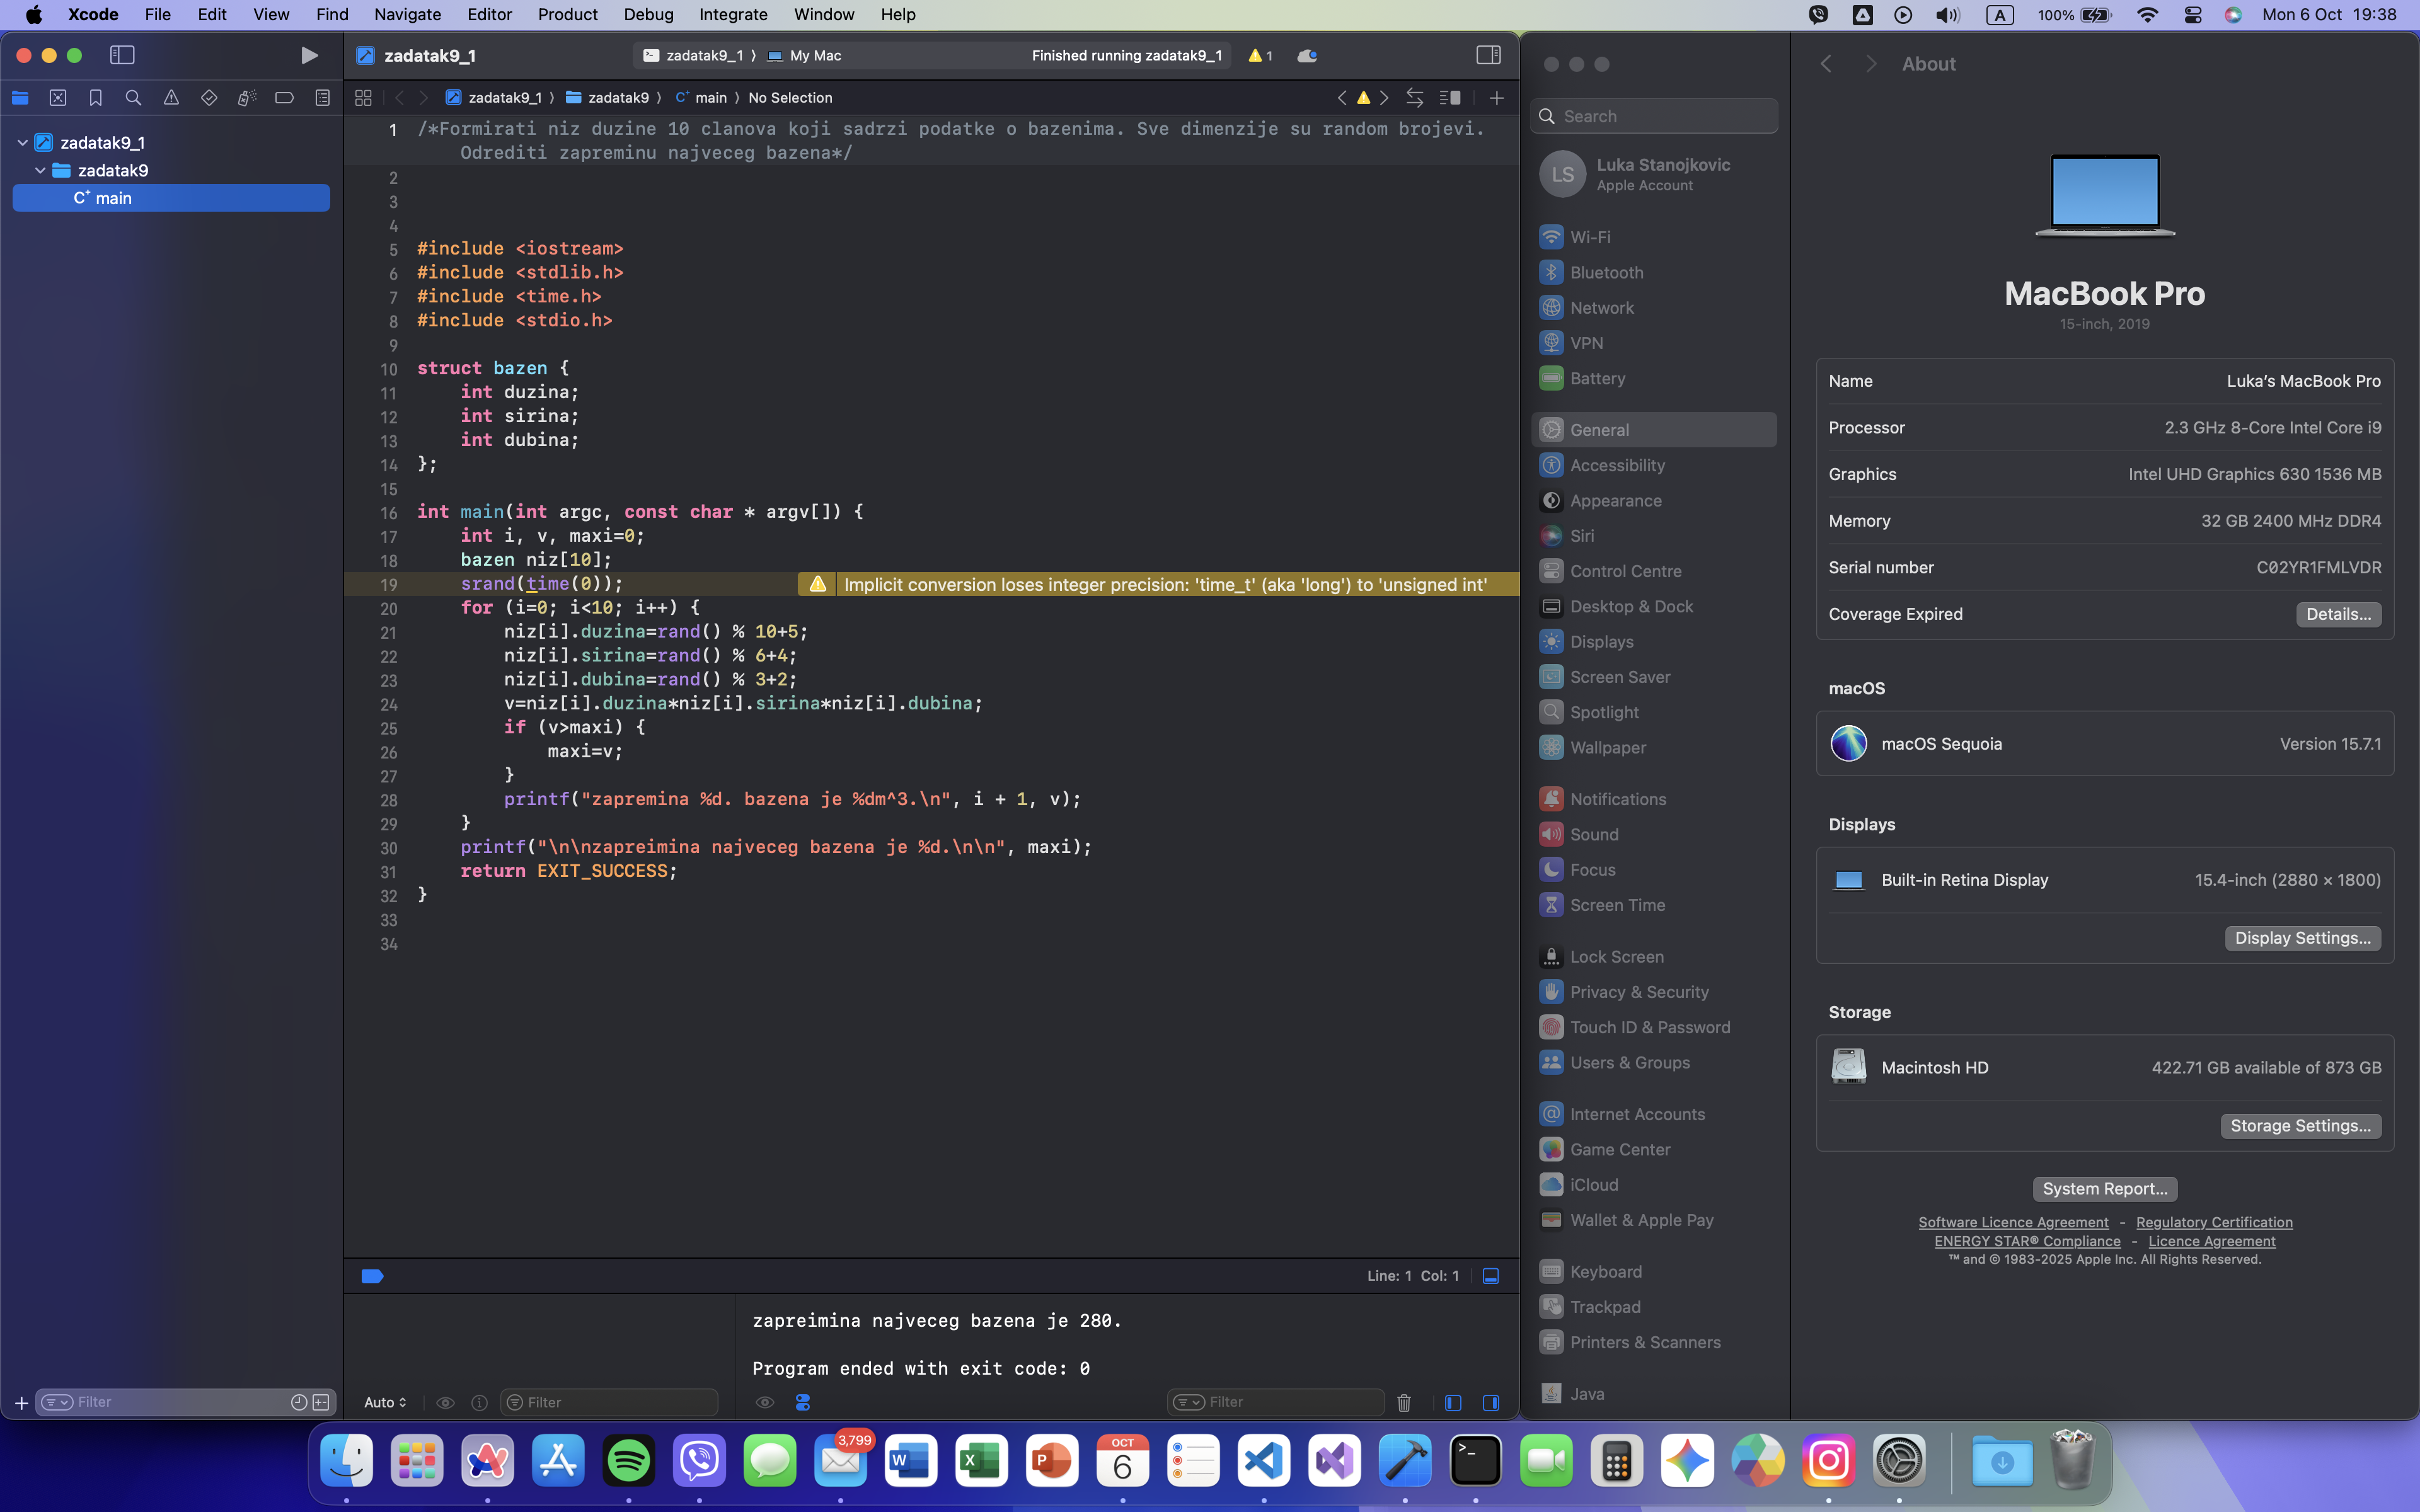 Xcode File Edit View Find Navigate Editor Product Debug Integrate Window Help A 100% Mon 6 Oct 19:38
zadatak9_1
zadatak9
C+ main
Filter
zadatak9_1 zadatak9_1 ⟩ My Mac Finished running zadatak9_1 1
zadatak9_1 ⟩ zadatak9 ⟩ C+ main ⟩ No Selection
1 /*Formirati niz duzine 10 clanova koji sadrzi podatke o bazenima. Sve dimenzije su random brojevi.
Odrediti zapreminu najveceg bazena*/
2
3
4
5 #include <iostream>
6 #include <stdlib.h>
7 #include <time.h>
8 #include <stdio.h>
9
10 struct bazen {
11 int duzina;
12 int sirina;
13 int dubina;
14 };
15
16 int main(int argc, const char * argv[]) {
17 int i, v, maxi=0;
18 bazen niz[10];
19 srand(time(0)); Implicit conversion loses integer precision: 'time_t' (aka 'long') to 'unsigned int'
20 for (i=0; i<10; i++) {
21 niz[i].duzina=rand() % 10+5;
22 niz[i].sirina=rand() % 6+4;
23 niz[i].dubina=rand() % 3+2;
24 v=niz[i].duzina*niz[i].sirina*niz[i].dubina;
25 if (v>maxi) {
26 maxi=v;
27 }
28 printf("zapremina %d. bazena je %dm^3.\n", i + 1, v);
29 }
30 printf("\n\nzapreimina najveceg bazena je %d.\n\n", maxi);
31 return EXIT_SUCCESS;
32 }
33
34
Line: 1 Col: 1
zapreimina najveceg bazena je 280.
Program ended with exit code: 0
Auto Filter Filter
Search
LS
Luka Stanojkovic
Apple Account
Wi-Fi
Bluetooth
Network
VPN
Battery
General
Accessibility
Appearance
Siri
Control Centre
Desktop & Dock
Displays
Screen Saver
Spotlight
Wallpaper
Notifications
Sound
Focus
Screen Time
Lock Screen
Privacy & Security
Touch ID & Password
Users & Groups
Internet Accounts
Game Center
iCloud
Wallet & Apple Pay
Keyboard
Trackpad
Printers & Scanners
Java
About
MacBook Pro
15-inch, 2019
Name Luka's MacBook Pro
Processor 2.3 GHz 8-Core Intel Core i9
Graphics Intel UHD Graphics 630 1536 MB
Memory 32 GB 2400 MHz DDR4
Serial number C02YR1FMLVDR
Coverage Expired Details...
macOS
macOS Sequoia Version 15.7.1
Displays
Built-in Retina Display 15.4-inch (2880 × 1800)
Display Settings...
Storage
Macintosh HD 422.71 GB available of 873 GB
Storage Settings...
System Report...
Software Licence Agreement - Regulatory Certification
ENERGY STAR® Compliance - Licence Agreement
™ and © 1983-2025 Apple Inc. All Rights Reserved.
3,799
W X P
OCT
6